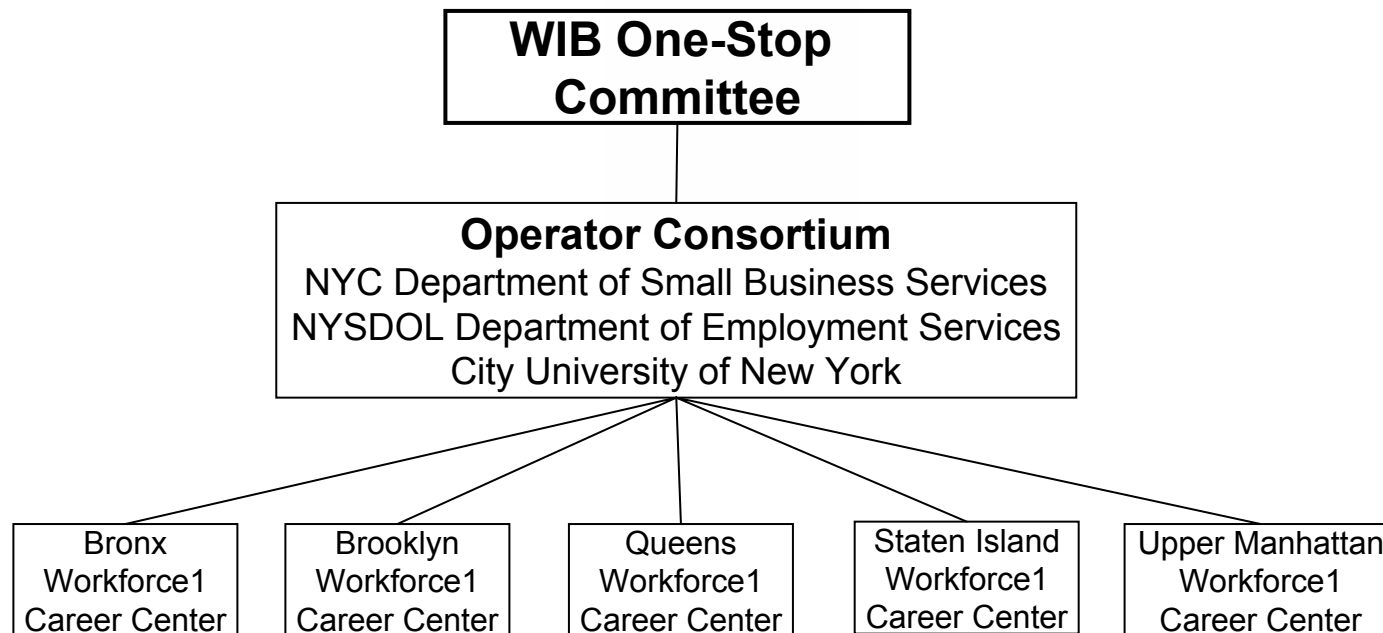 WIB One-Stop
Committee
Operator Consortium
NYC Department of Small Business Services
NYSDOL Department of Employment Services
City University of New York
Bronx
Workforce1
Career Center
Brooklyn
Workforce1
Career Center
Queens
Workforce1
Career Center
Staten Island
Workforce1
Career Center
Upper Manhattan
Workforce1
Career Center